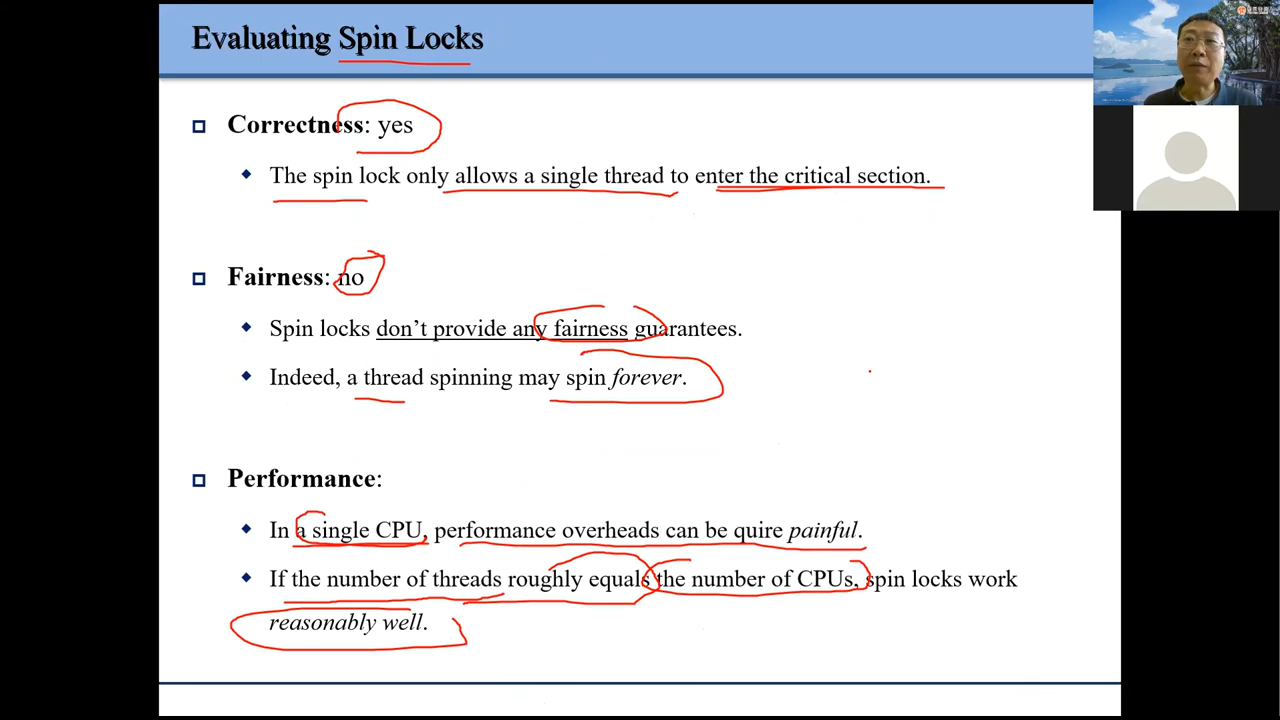 Evaluating Spin Locks
Correctness: yes
The spin lock only allows a single thread to enter the critical section.
Fairness: no
Spin locks don't provide any fairness guarantees.
Indeed, a thread spinning may spin forever.
Performance:
In a single CPU, performance overheads can be quire painful.
If the number of threads roughly equals the number of CPUs, spin locks work
reasonably well.